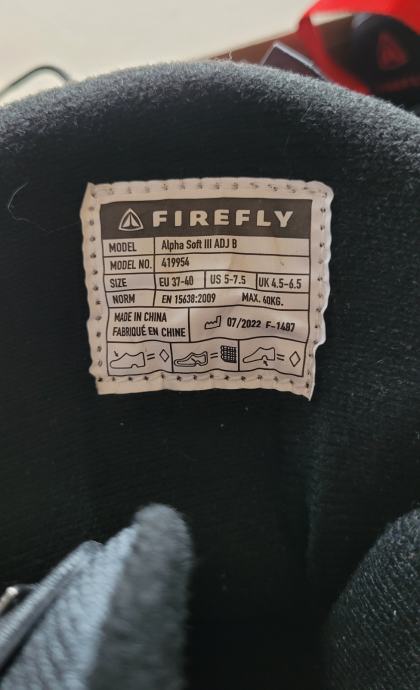 FIREFLY
MODEL Alpha Soft III ADJ B
MODEL NO. 419954
SIZE EU 37-40 US 5-7.5 UK 4.5-6.5
NORM EN 15638:2009 MAX. 60KG.
MADE IN CHINA
FABRIQUÉ EN CHINE
07/2022 F-1487